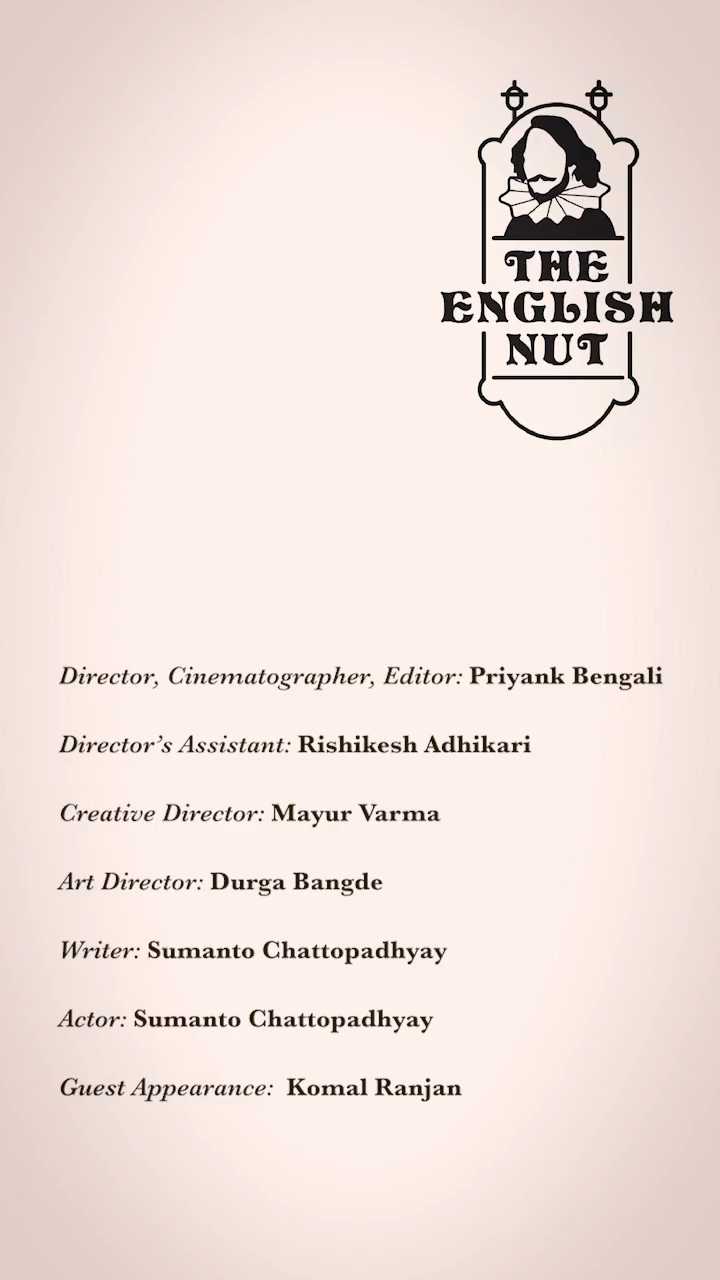 THE
ENGLISH
NUT
Director, Cinematographer, Editor: Priyank Bengali
Director’s Assistant: Rishikesh Adhikari
Creative Director: Mayur Varma
Art Director: Durga Bangde
Writer: Sumanto Chattopadhyay
Actor: Sumanto Chattopadhyay
Guest Appearance: Komal Ranjan